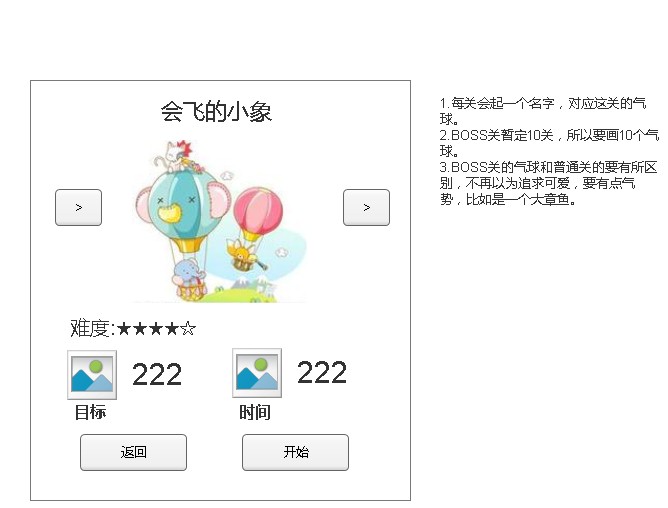 会飞的小象
1.每关会起一个名字，对应这关的气
球。
2.BOSS关暂定10关，所以要画10个气
球。
3.BOSS关的气球和普通关的要有所区
别，不再以为追求可爱，要有点气
势，比如是一个大章鱼。
>
>
难度:★★★★☆
222
222
目标
时间
返回
开始